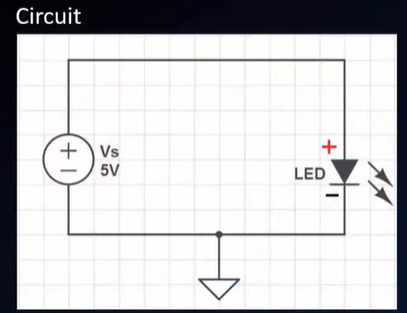 Circuit
+
Vs
5V
+
LED
-